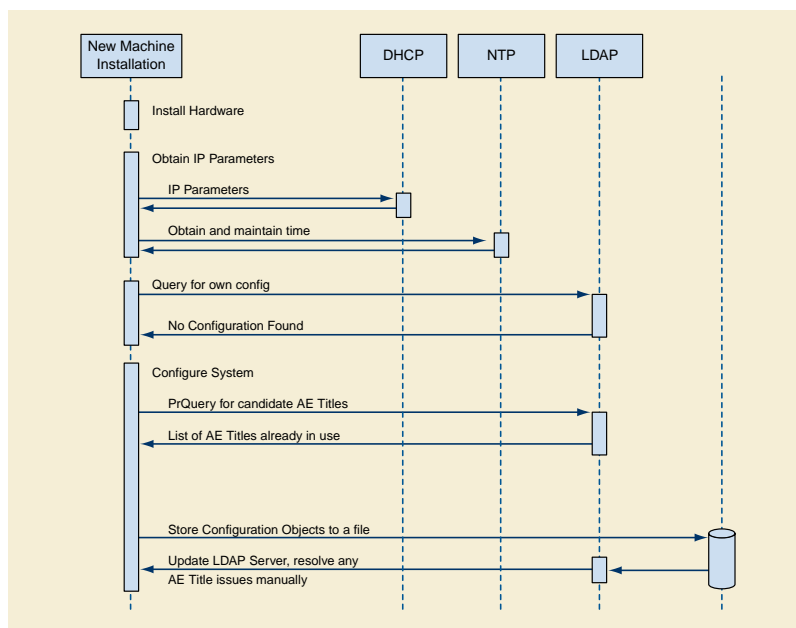 New Machine
Installation
DHCP
NTP
LDAP
Install Hardware
Obtain IP Parameters
IP Parameters
Obtain and maintain time
Query for own config
No Configuration Found
Configure System
PrQuery for candidate AE Titles
List of AE Titles already in use
Store Configuration Objects to a file
Update LDAP Server, resolve any
AE Title issues manually